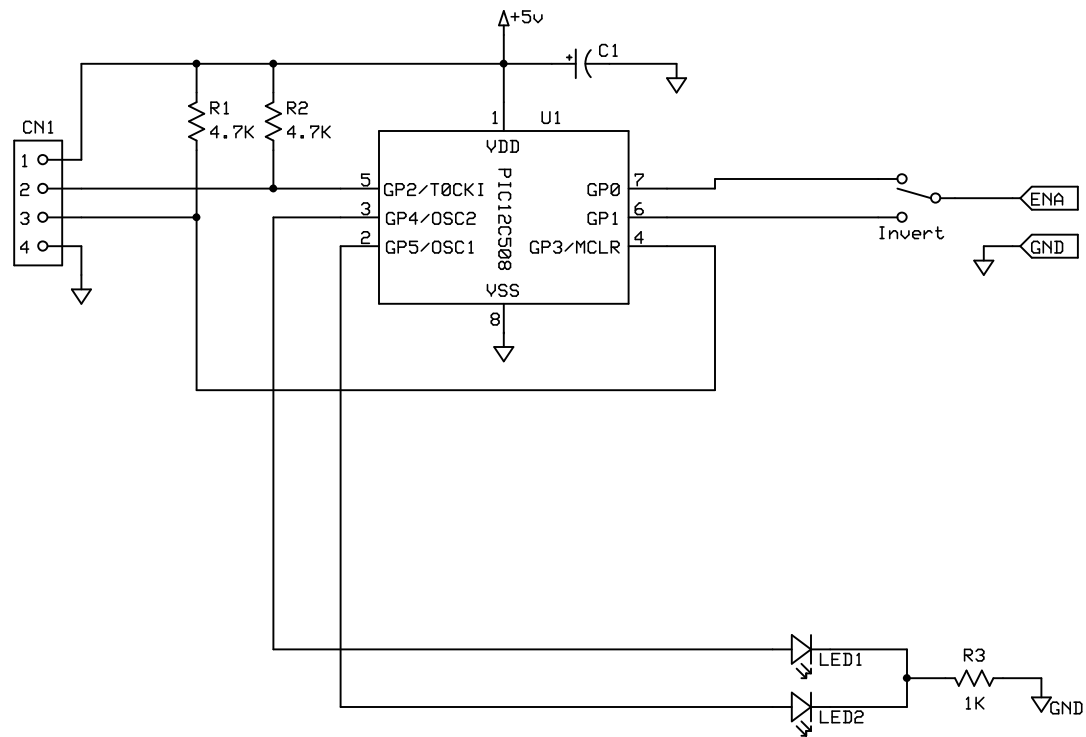 +5v
+ C1
R1
4.7K
R2
4.7K
CN1
1
2
3
4
1
U1
VDD
PIC12C508
5 GP2/T0CKI
3 GP4/OSC2
2 GP5/OSC1
GP0 7
GP1 6
GP3/MCLR 4
VSS
8
Invert
ENA
GND
LED1
LED2
R3
1K
GND